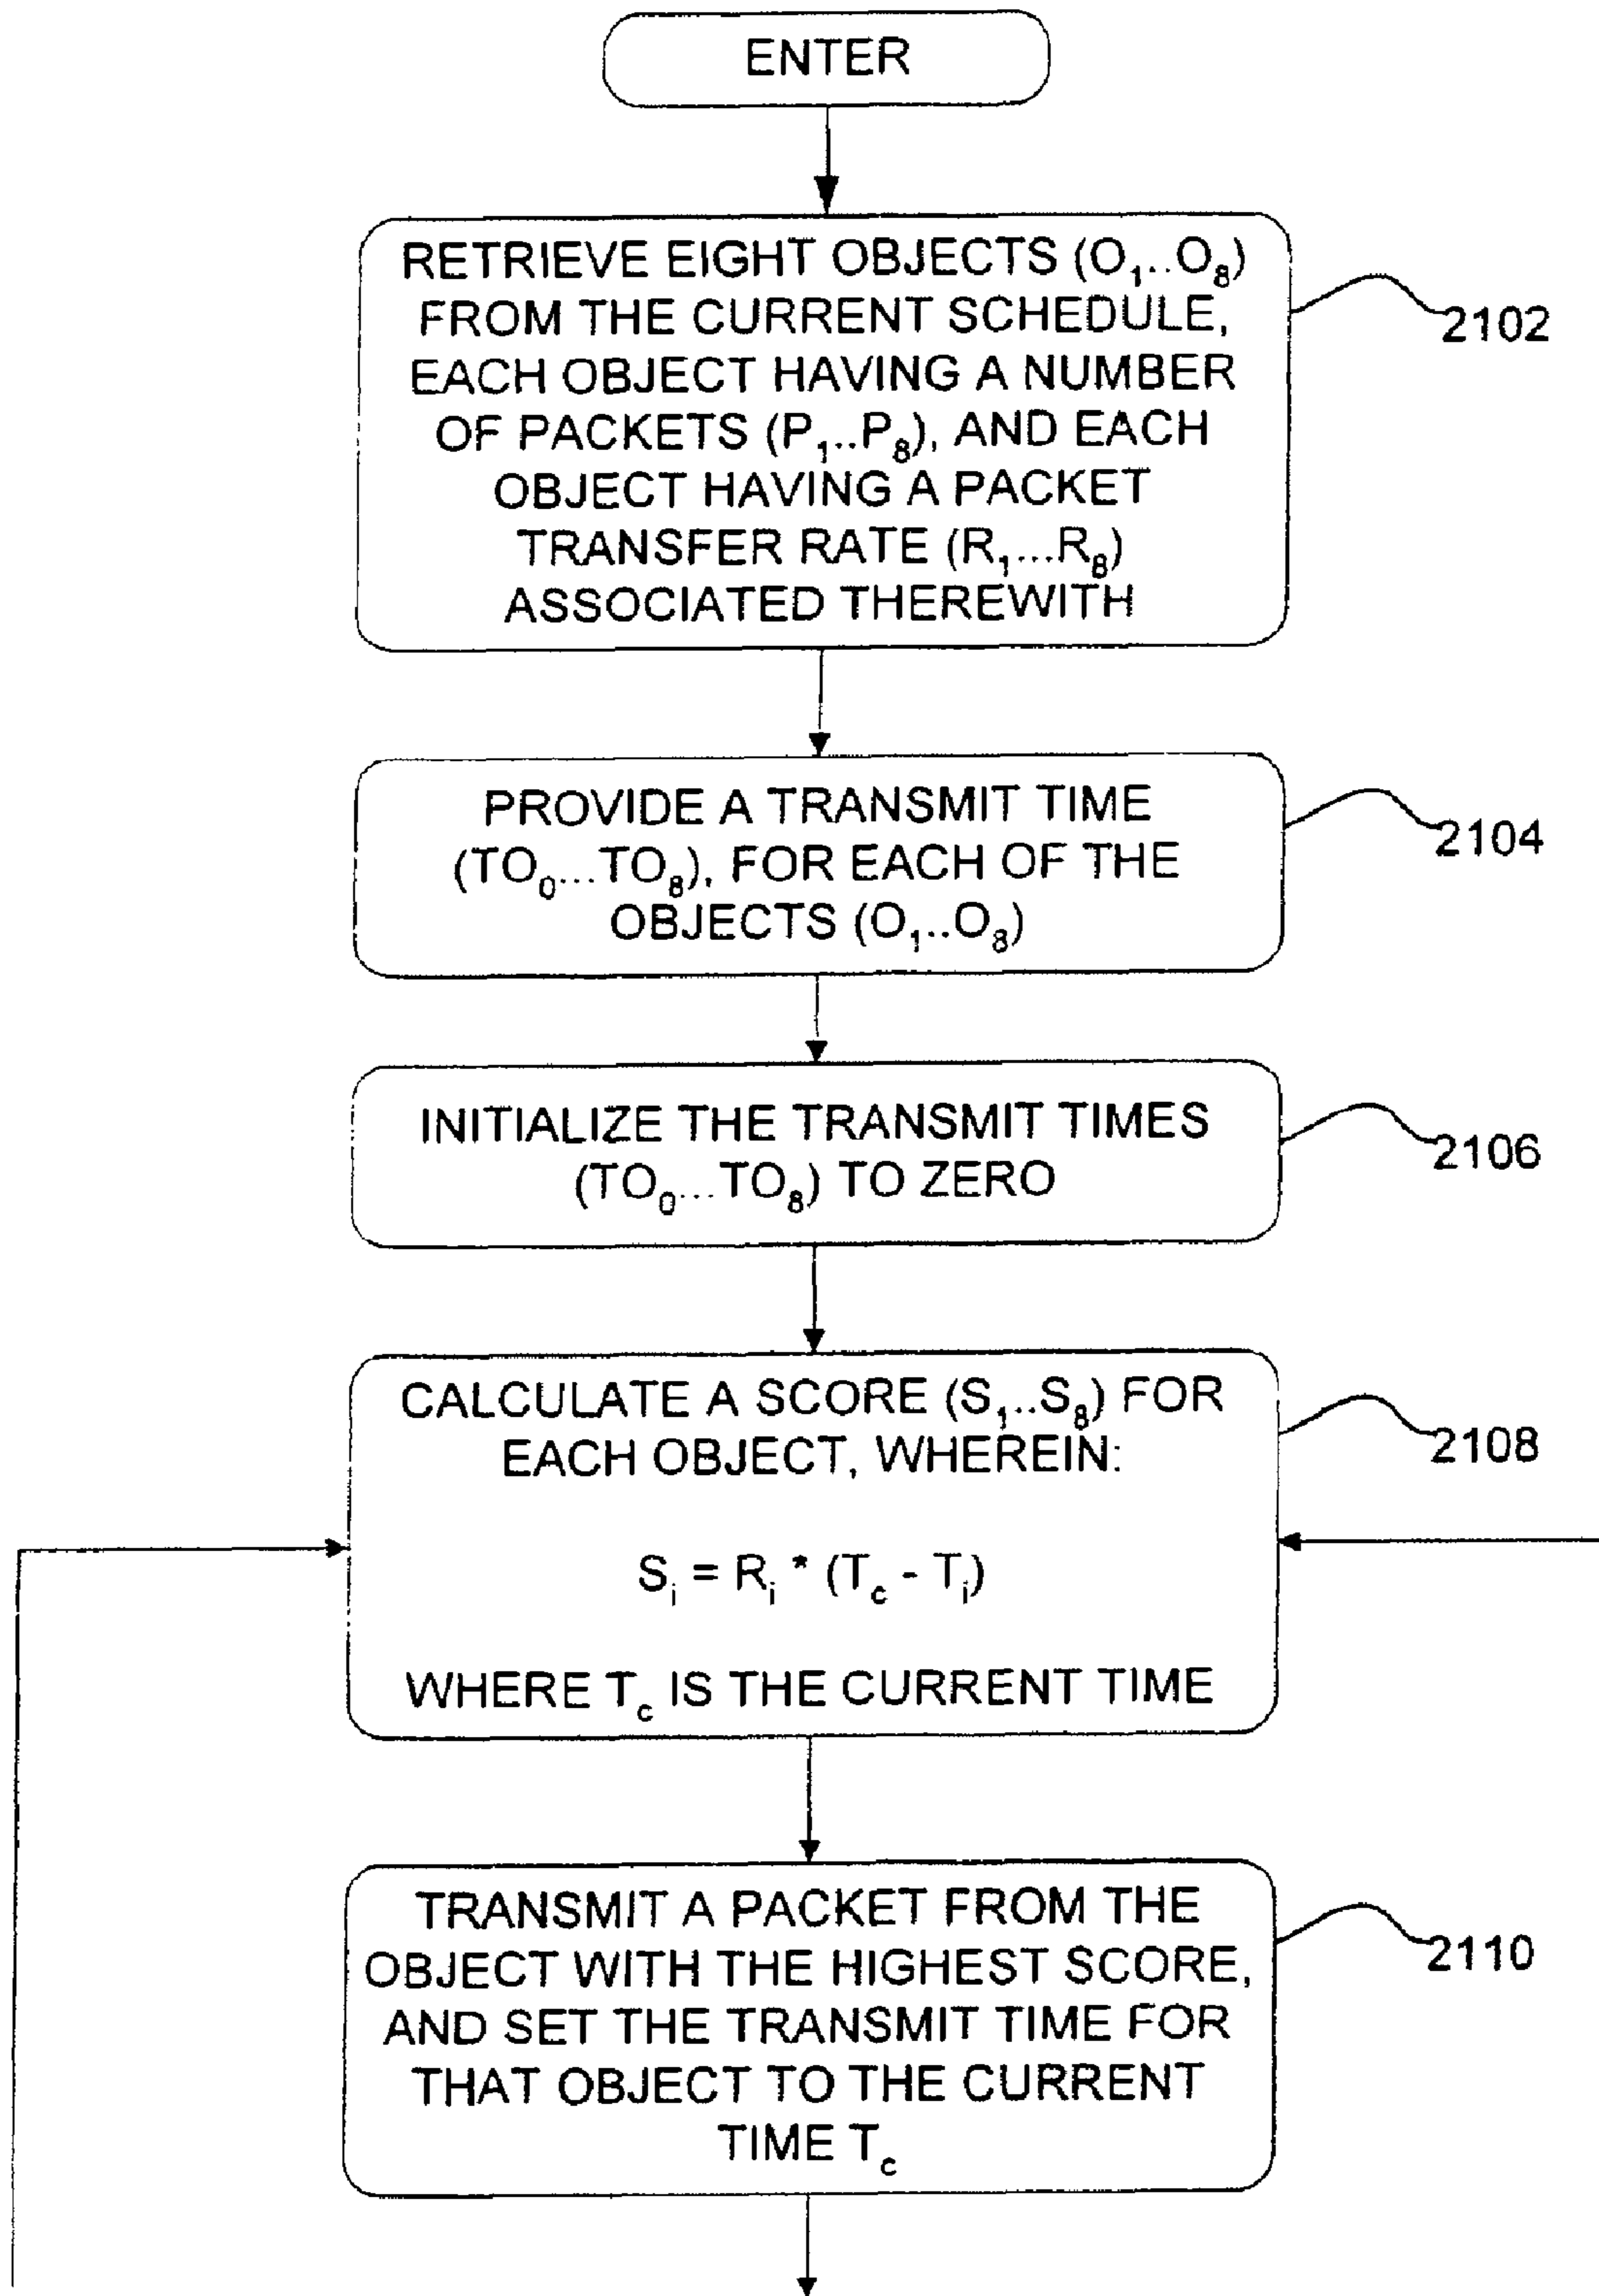 ENTER
RETRIEVE EIGHT OBJECTS (O₁..O₈)
FROM THE CURRENT SCHEDULE,
EACH OBJECT HAVING A NUMBER
OF PACKETS (P₁..P₈), AND EACH
OBJECT HAVING A PACKET
TRANSFER RATE (R₁...R₈)
ASSOCIATED THEREWITH
2102
PROVIDE A TRANSMIT TIME
(TO₀...TO₈), FOR EACH OF THE
OBJECTS (O₁..O₈)
2104
INITIALIZE THE TRANSMIT TIMES
(TO₀...TO₈) TO ZERO
2106
CALCULATE A SCORE (S₁..S₈) FOR
EACH OBJECT, WHEREIN:
Sᵢ = Rᵢ * (T꜀ - Tᵢ)
WHERE T꜀ IS THE CURRENT TIME
2108
TRANSMIT A PACKET FROM THE
OBJECT WITH THE HIGHEST SCORE,
AND SET THE TRANSMIT TIME FOR
THAT OBJECT TO THE CURRENT
TIME T꜀
2110